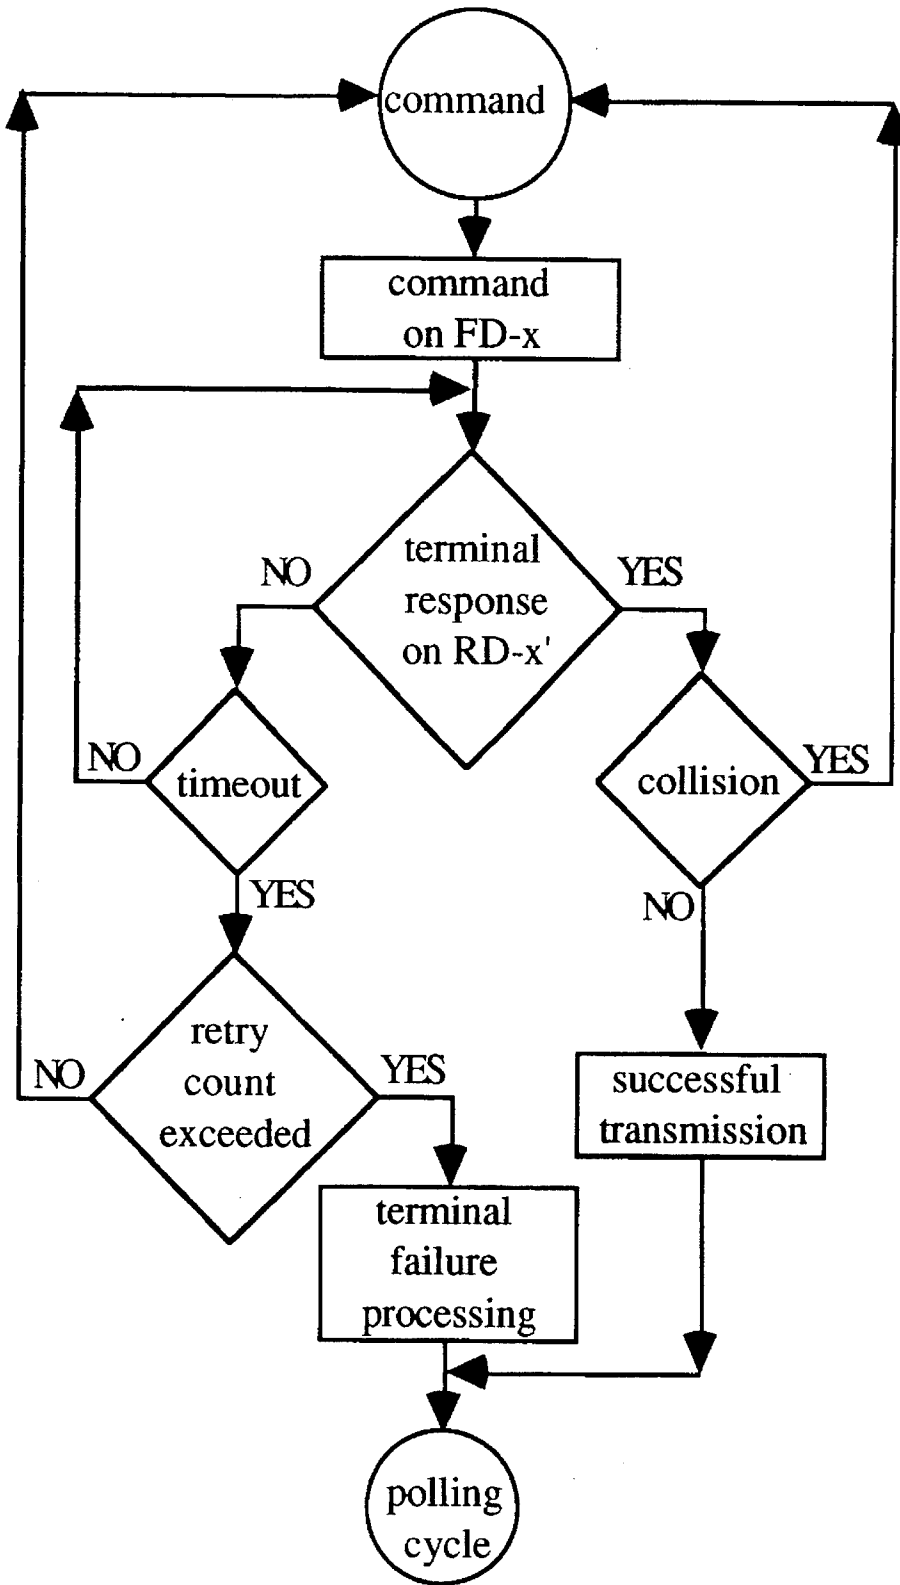 command
command
on FD-x
terminal
response
on RD-x'
NO
YES
timeout
NO
YES
collision
YES
NO
retry
count
exceeded
NO
YES
successful
transmission
terminal
failure
processing
polling
cycle